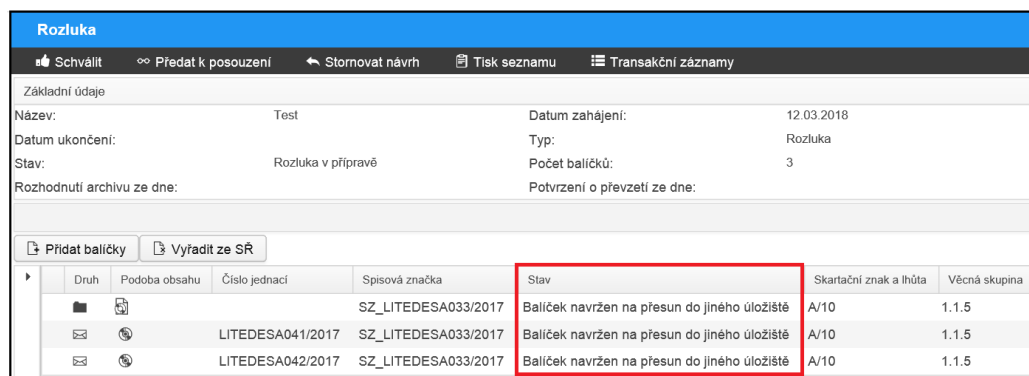 Rozluka
Schválit Předat k posouzení Stornovat návrh Tisk seznamu Transakční záznamy
Základní údaje
Název: Test Datum zahájení: 12.03.2018
Datum ukončení: Typ: Rozluka
Stav: Rozluka v přípravě Počet balíčků: 3
Rozhodnutí archivu ze dne: Potvrzení o převzetí ze dne:
Přidat balíčky Vyřadit ze SŘ
Druh Podoba obsahu Číslo jednací Spisová značka Stav Skartační znak a lhůta Věcná skupina
SZ_LITEDESA033/2017 Balíček navržen na přesun do jiného úložiště A/10 1.1.5
LITEDESA041/2017 SZ_LITEDESA033/2017 Balíček navržen na přesun do jiného úložiště A/10 1.1.5
LITEDESA042/2017 SZ_LITEDESA033/2017 Balíček navržen na přesun do jiného úložiště A/10 1.1.5